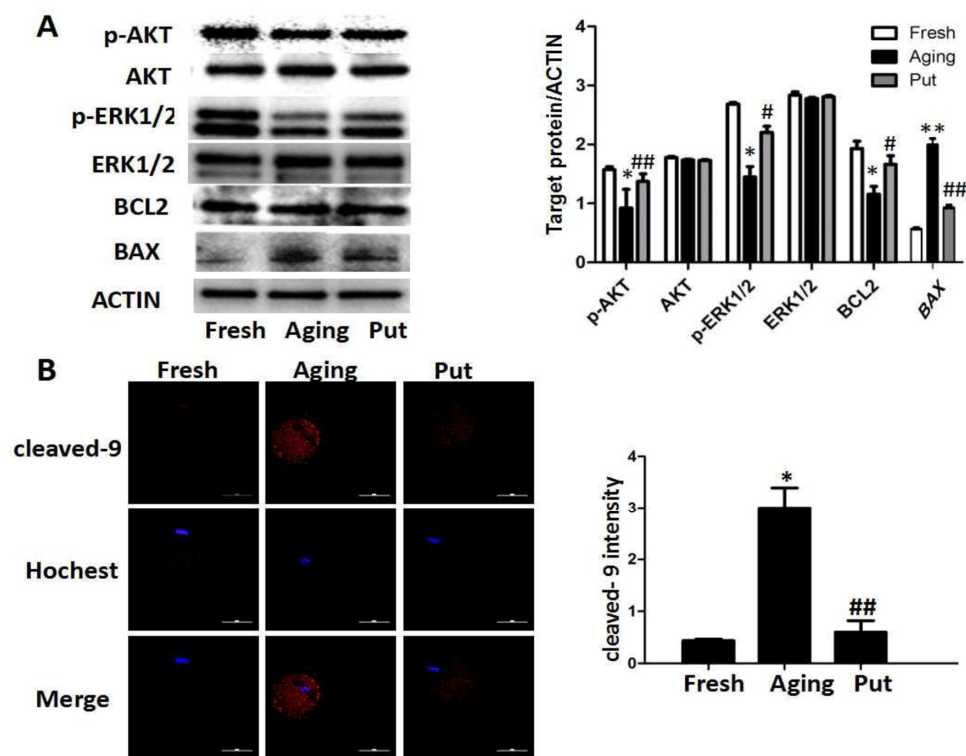 A
p-AKT
AKT
p-ERK1/2
ERK1/2
BCL2
BAX
ACTIN
Fresh Aging Put
Target protein/ACTIN
4
3
2
1
0
Fresh
Aging
Put
* ## * # * # ** ##
p-AKT AKT p-ERK1/2 ERK1/2 BCL2 BAX
B
Fresh Aging Put
cleaved-9
Hochest
Merge
cleaved- 9 intensity
4
3
2
1
0
* ##
Fresh Aging Put